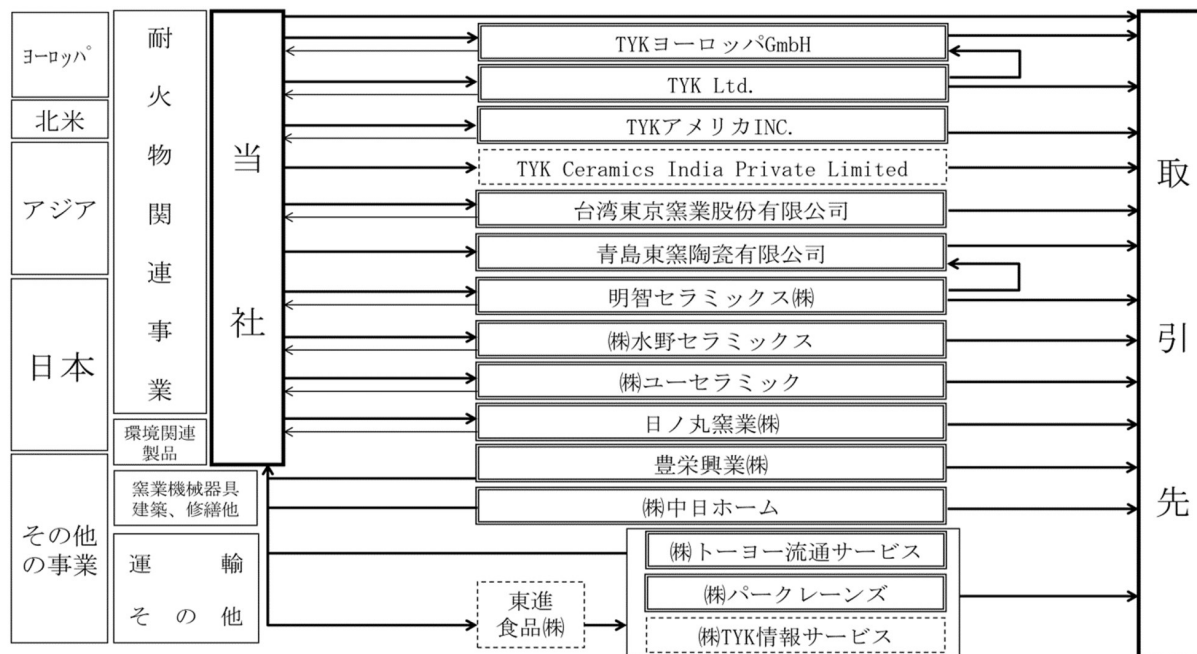 ヨーロッパ
北米
アジア
日本
その他
の事業
耐火物関連事業
環境関連
製品
窯業機械器具
建築、修繕他
運輸
その他
当社
TYKヨーロッパGmbH
TYK Ltd.
TYKアメリカINC.
TYK Ceramics India Private Limited
台湾東京窯業股份有限公司
青島東窯陶瓷有限公司
明智セラミックス㈱
㈱水野セラミックス
㈱ユーセラミック
日ノ丸窯業㈱
豊栄興業㈱
㈱中日ホーム
㈱トーヨー流通サービス
㈱パークレーンズ
㈱TYK情報サービス
東進
食品㈱
取引先